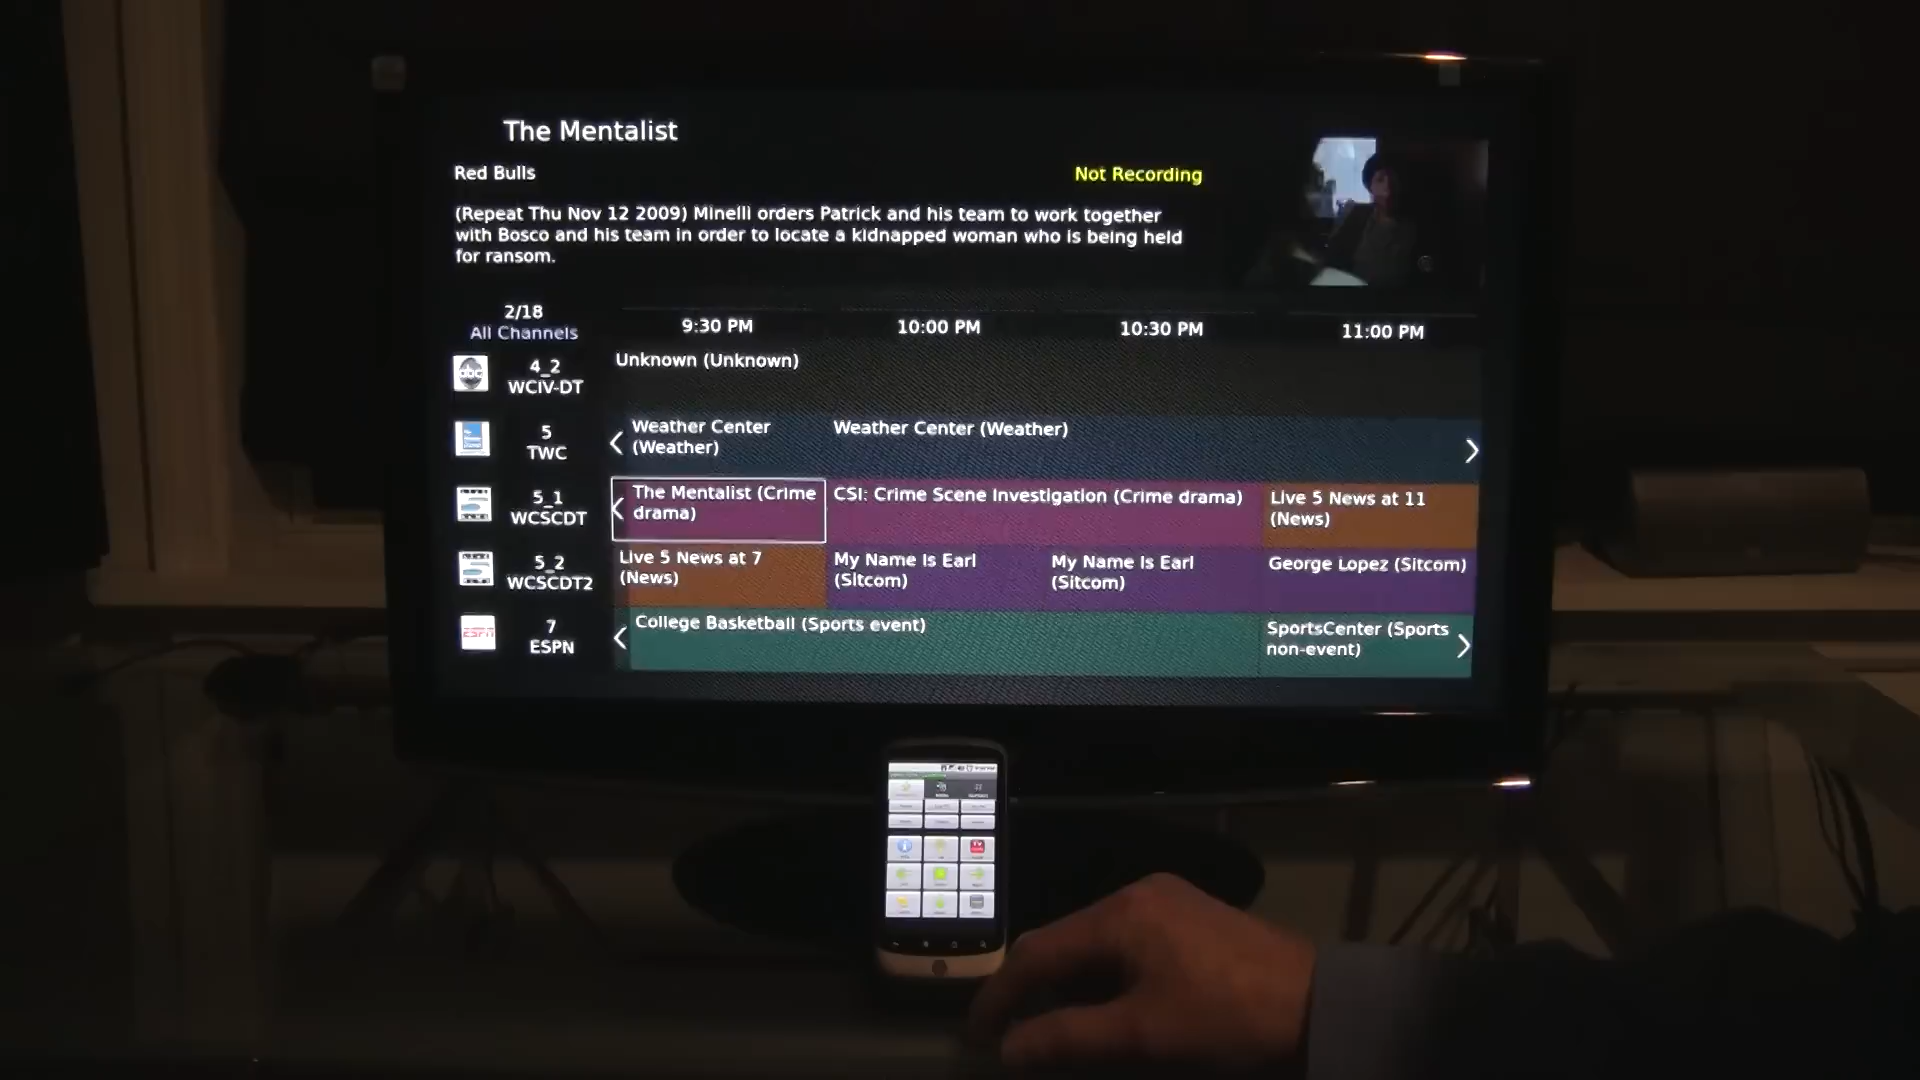 The Mentalist
Red Bulls
Not Recording
(Repeat Thu Nov 12 2009) Minelli orders Patrick and his team to work together
with Bosco and his team in order to locate a kidnapped woman who is being held
for ransom.
2/18
All Channels
9:30 PM
10:00 PM
10:30 PM
11:00 PM
abc
4_2
WCIV-DT
Unknown (Unknown)
5
TWC
Weather Center
(Weather)
Weather Center (Weather)
5_1
WCSCDT
The Mentalist (Crime
drama)
CSI: Crime Scene Investigation (Crime drama)
Live 5 News at 11
(News)
5_2
WCSCDT2
Live 5 News at 7
(News)
My Name Is Earl
(Sitcom)
My Name Is Earl
(Sitcom)
George Lopez (Sitcom)
ESPN
7
ESPN
College Basketball (Sports event)
SportsCenter (Sports
non-event)